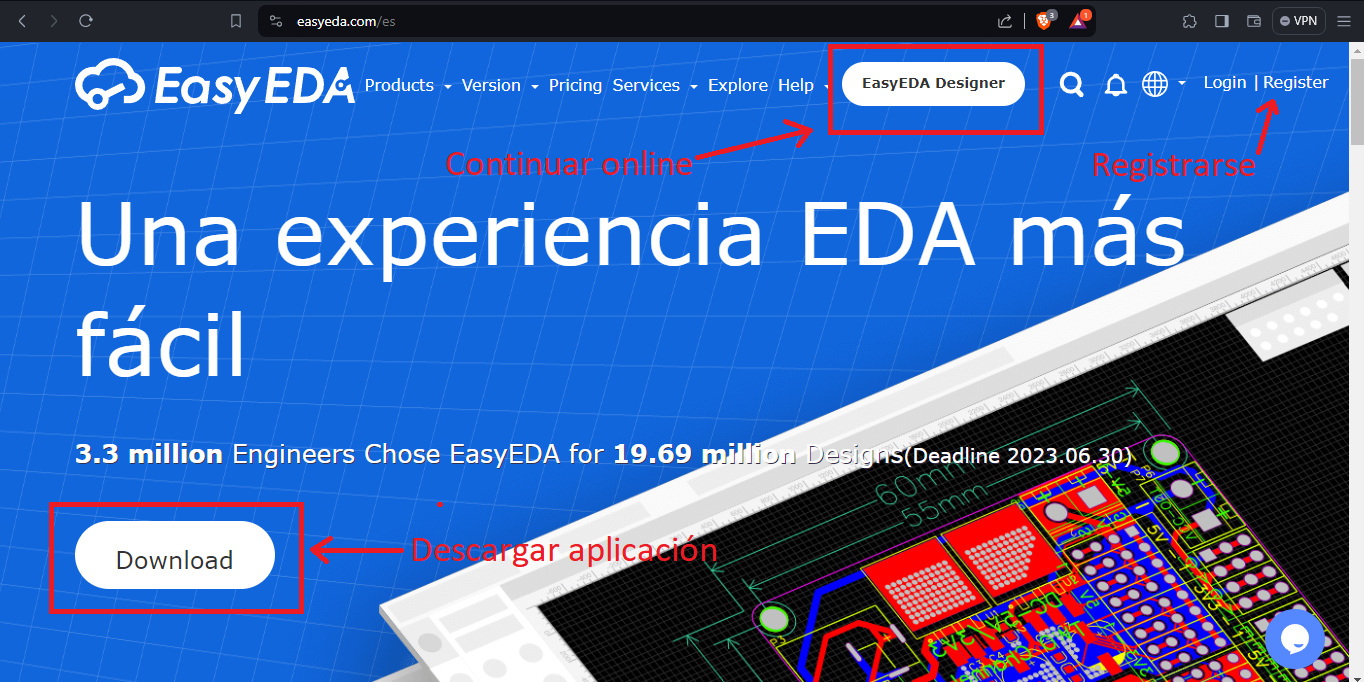 easyeda.com/es
3
1
VPN
EasyEDA
Products
Version
Pricing
Services
Explore
Help
EasyEDA Designer
Login | Register
Continuar online
Registrarse
Una experiencia EDA más
fácil
3.3 million Engineers Chose EasyEDA for 19.69 million Designs(Deadline 2023.06.30)
60mm
55mm
Download
Descargar aplicación